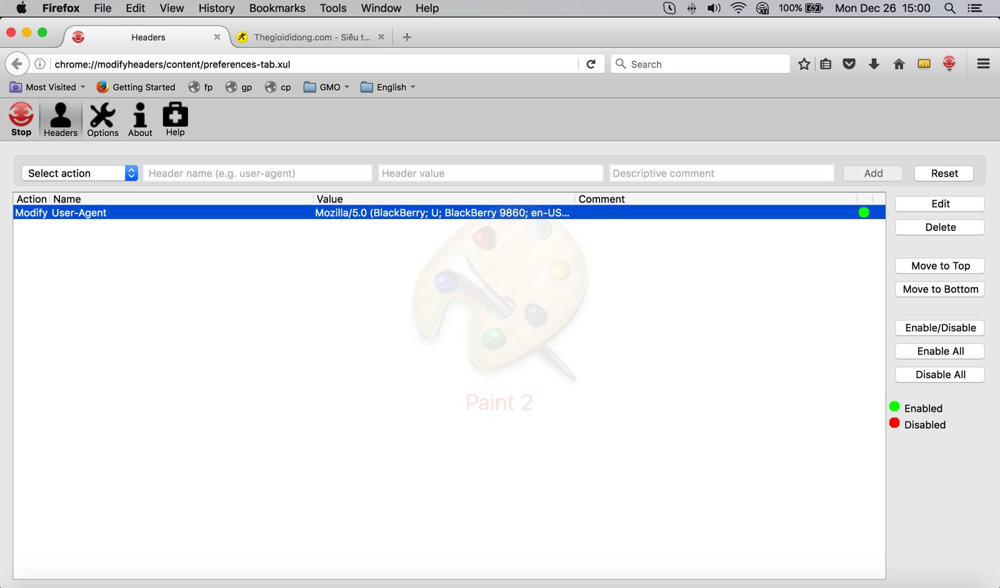 Firefox File Edit View History Bookmarks Tools Window Help 100% Mon Dec 26 15:00
Headers Thegioididong.com - Siêu t...
chrome://modifyheaders/content/preferences-tab.xul Search
Most Visited Getting Started fp gp cp GMO English
Stop Headers Options About Help
Select action Header name (e.g. user-agent) Header value Descriptive comment Add Reset
Action Name Value Comment
Modify User-Agent Mozilla/5.0 (BlackBerry; U; BlackBerry 9860; en-US...
Edit
Delete
Move to Top
Move to Bottom
Enable/Disable
Enable All
Disable All
Paint 2
Enabled
Disabled